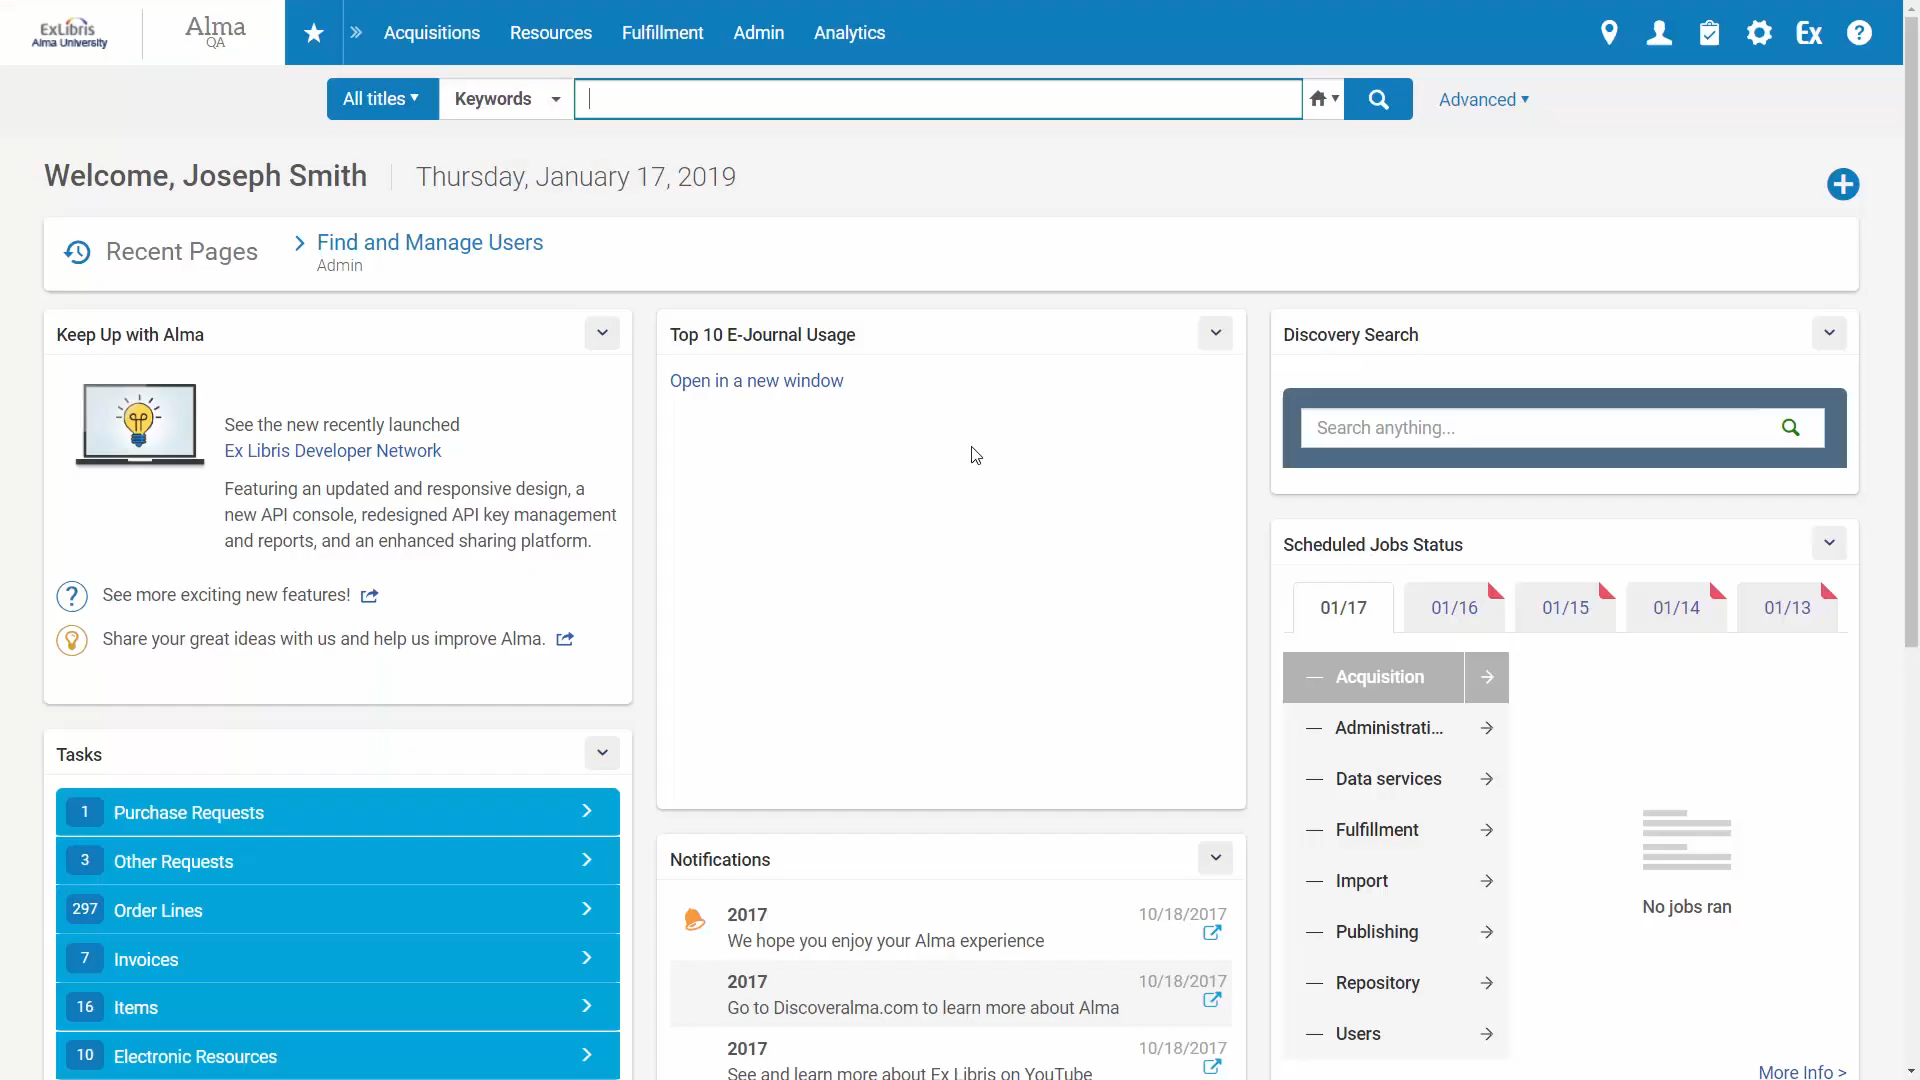 ExLibris
Alma University
Alma
QA
Acquisitions
Resources
Fulfillment
Admin
Analytics
Ex
?
All titles
Keywords
Advanced
Welcome, Joseph Smith
Thursday, January 17, 2019
Recent Pages
Find and Manage Users
Admin
Keep Up with Alma
See the new recently launched
Ex Libris Developer Network
Featuring an updated and responsive design, a
new API console, redesigned API key management
and reports, and an enhanced sharing platform.
? See more exciting new features!
Share your great ideas with us and help us improve Alma.
Tasks
1 Purchase Requests
3 Other Requests
297 Order Lines
7 Invoices
16 Items
10 Electronic Resources
Top 10 E-Journal Usage
Open in a new window
Notifications
2017 10/18/2017
We hope you enjoy your Alma experience
2017 10/18/2017
Go to Discoveralma.com to learn more about Alma
2017 10/18/2017
See and learn more about Ex Libris on YouTube
Discovery Search
Search anything...
Scheduled Jobs Status
01/17 01/16 01/15 01/14 01/13
Acquisition
Administrati...
Data services
Fulfillment
Import
Publishing
Repository
Users
No jobs ran
More Info >